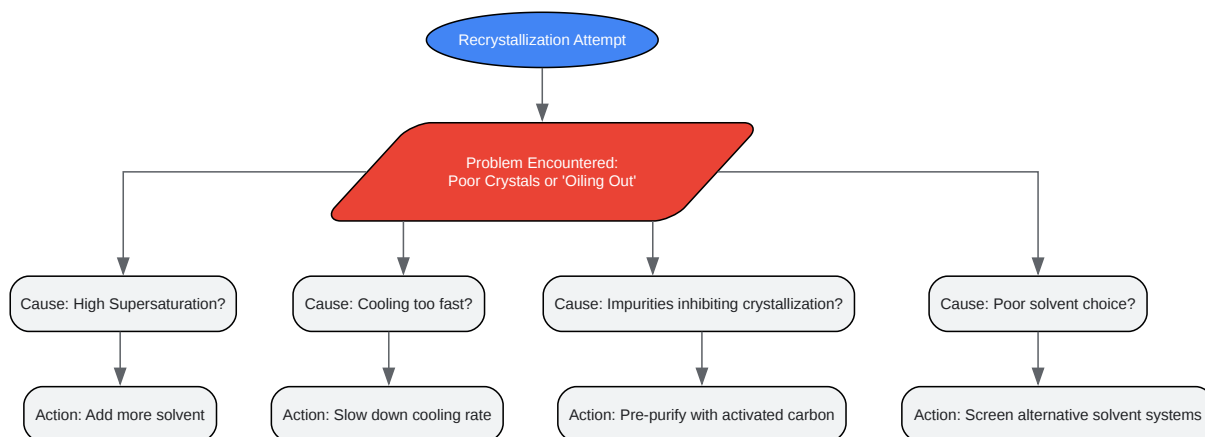 Recrystallization Attempt
Problem Encountered:
Poor Crystals or 'Oiling Out'
Cause: High Supersaturation?
Cause: Cooling too fast?
Cause: Impurities inhibiting crystallization?
Cause: Poor solvent choice?
Action: Add more solvent
Action: Slow down cooling rate
Action: Pre-purify with activated carbon
Action: Screen alternative solvent systems